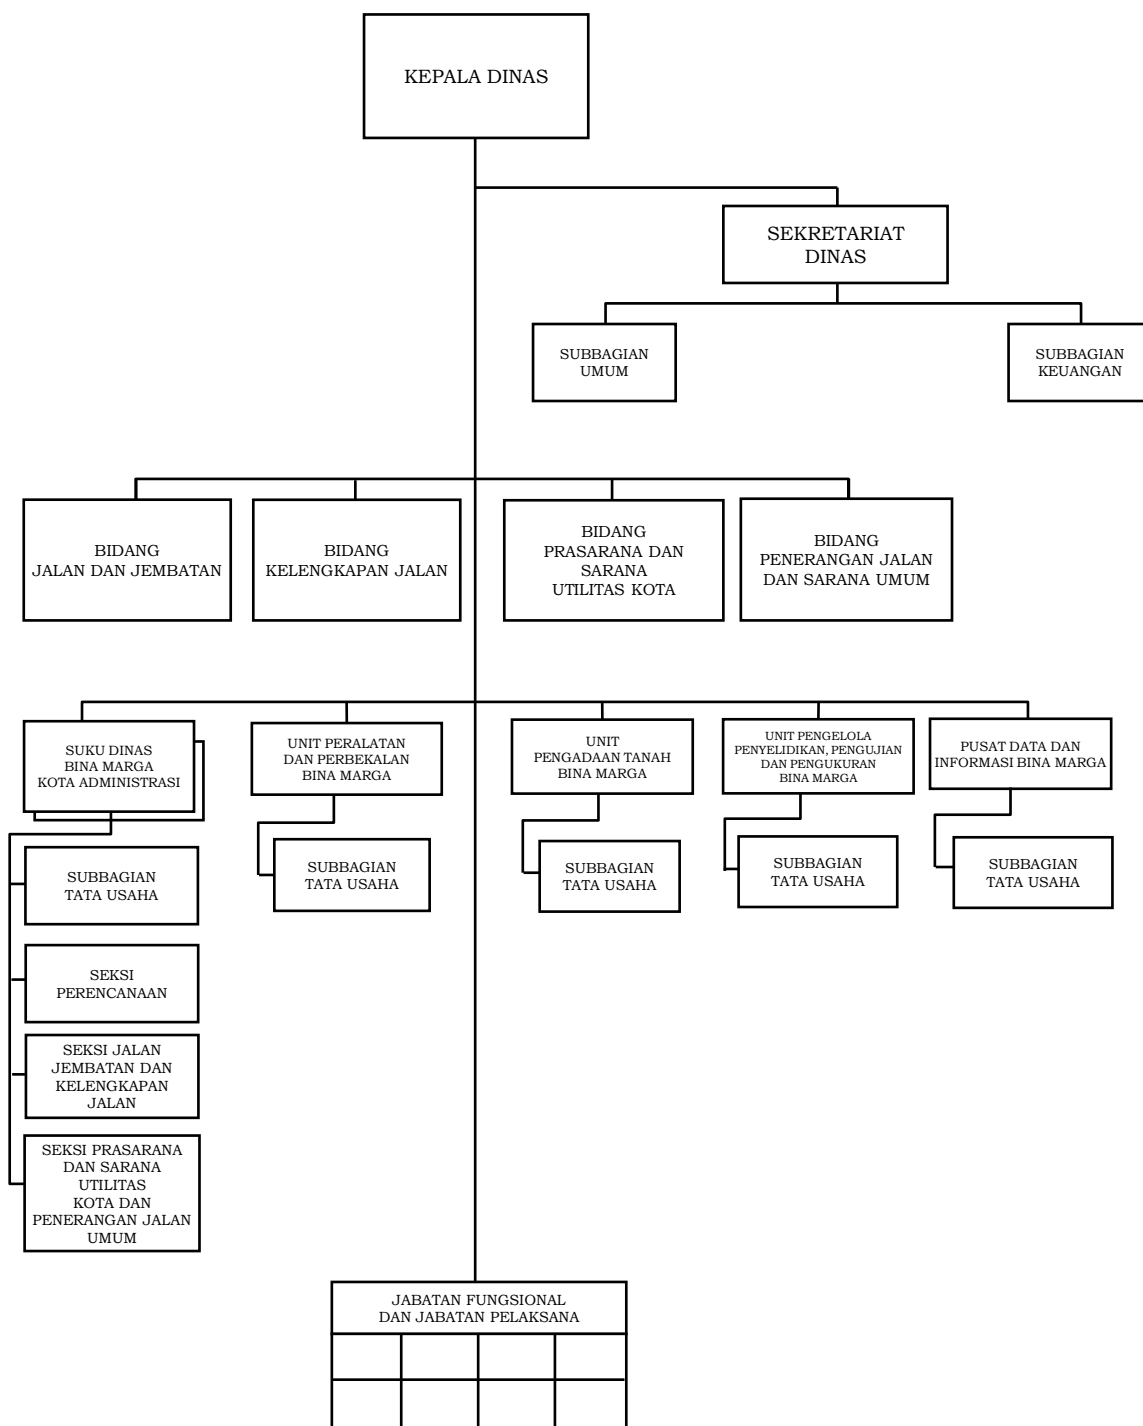 KEPALA DINAS
SEKRETARIAT
DINAS
SUBBAGIAN
UMUM
SUBBAGIAN
KEUANGAN
BIDANG
JALAN DAN JEMBATAN
BIDANG
KELENGKAPAN JALAN
BIDANG
PRASARANA DAN
SARANA
UTILITAS KOTA
BIDANG
PENERANGAN JALAN
DAN SARANA UMUM
SUKU DINAS
BINA MARGA
KOTA ADMINISTRASI
UNIT PERALATAN
DAN PERBEKALAN
BINA MARGA
UNIT
PENGADAAN TANAH
BINA MARGA
UNIT PENGELOLA
PENYELIDIKAN, PENGUJIAN
DAN PENGUKURAN
BINA MARGA
PUSAT DATA DAN
INFORMASI BINA MARGA
SUBBAGIAN
TATA USAHA
SUBBAGIAN
TATA USAHA
SUBBAGIAN
TATA USAHA
SUBBAGIAN
TATA USAHA
SUBBAGIAN
TATA USAHA
SEKSI
PERENCANAAN
SEKSI JALAN
JEMBATAN DAN
KELENGKAPAN
JALAN
SEKSI PRASARANA
DAN SARANA
UTILITAS
KOTA DAN
PENERANGAN JALAN
UMUM
JABATAN FUNGSIONAL
DAN JABATAN PELAKSANA